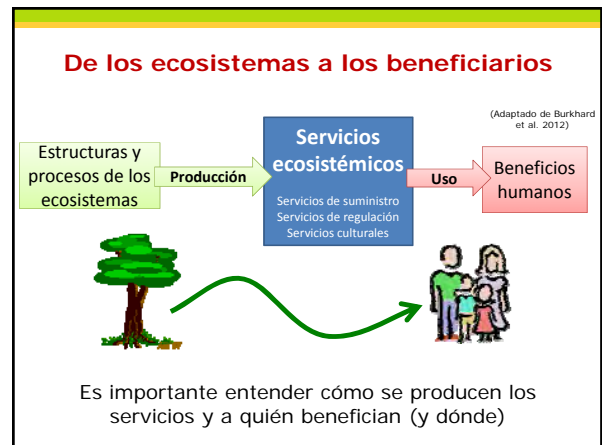 De los ecosistemas a los beneficiarios
(Adaptado de Burkhard
et al. 2012)
Estructuras y
procesos de los
ecosistemas
Producción
Servicios
ecosistémicos
Servicios de suministro
Servicios de regulación
Servicios culturales
Uso
Beneficios
humanos
Es importante entender cómo se producen los
servicios y a quién benefician (y dónde)